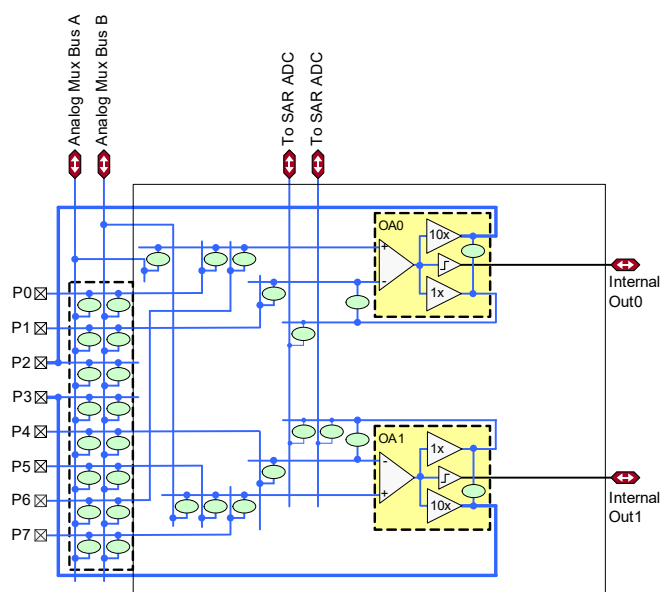 Analog Mux Bus A
Analog Mux Bus B
To SAR ADC
To SAR ADC
OA0
+
-
10x
1x
Internal
Out0
P0
P1
P2
P3
P4
P5
P6
P7
OA1
-
+
1x
10x
Internal
Out1